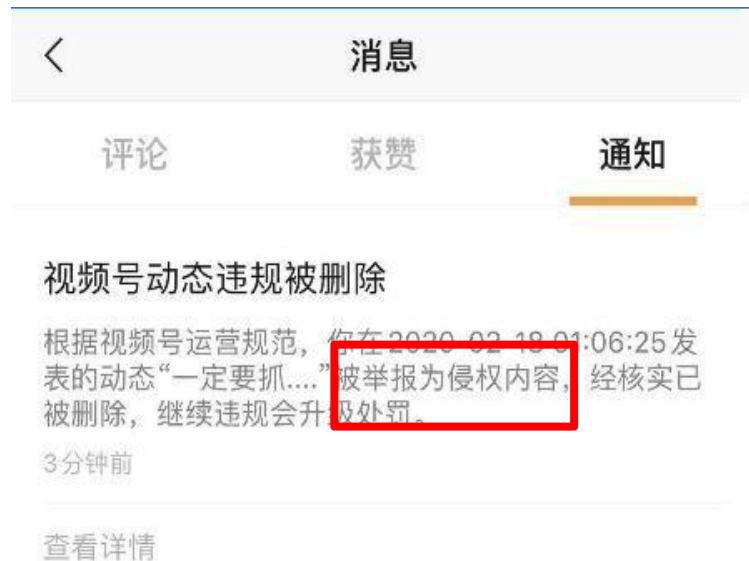 消息
评论 获赞 通知
视频号动态违规被删除
根据视频号运营规范，你在2020-02-18 01:06:25发
表的动态“一定要抓....”被举报为侵权内容，经核实已
被删除，继续违规会升级处罚。
3分钟前
查看详情